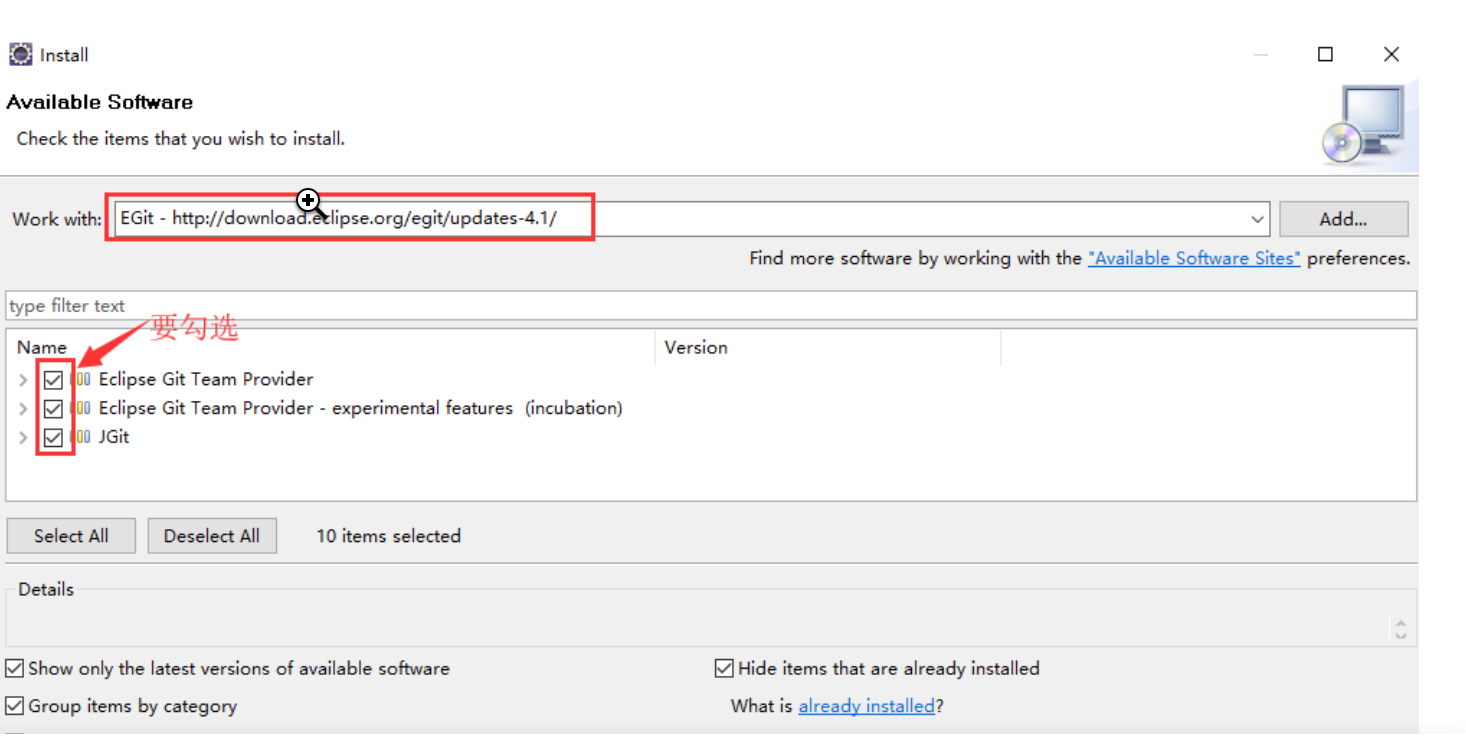 Install
Available Software
Check the items that you wish to install.
Work with: EGit - http://download.eclipse.org/egit/updates-4.1/ Add...
Find more software by working with the "Available Software Sites" preferences.
type filter text
要勾选
Name Version
Eclipse Git Team Provider
Eclipse Git Team Provider - experimental features (incubation)
JGit
Select All Deselect All 10 items selected
Details
Show only the latest versions of available software Hide items that are already installed
Group items by category What is already installed?